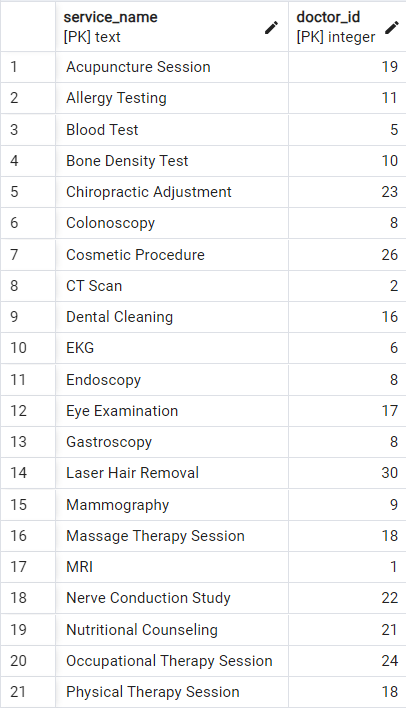 service_name doctor_id
[PK] text [PK] integer
1 Acupuncture Session 19
2 Allergy Testing 11
3 Blood Test 5
4 Bone Density Test 10
5 Chiropractic Adjustment 23
6 Colonoscopy 8
7 Cosmetic Procedure 26
8 CT Scan 2
9 Dental Cleaning 16
10 EKG 6
11 Endoscopy 8
12 Eye Examination 17
13 Gastroscopy 8
14 Laser Hair Removal 30
15 Mammography 9
16 Massage Therapy Session 18
17 MRI 1
18 Nerve Conduction Study 22
19 Nutritional Counseling 21
20 Occupational Therapy Session 24
21 Physical Therapy Session 18